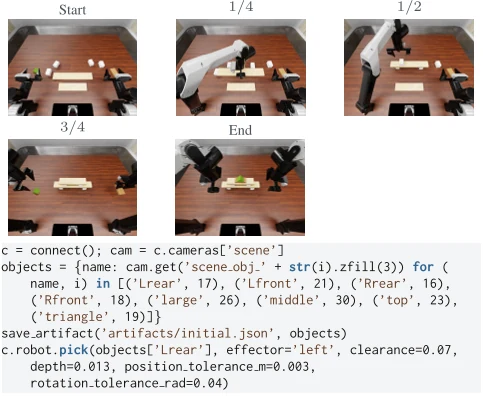 Start
1/4
1/2
3/4
End
c = connect(); cam = c.cameras['scene']
objects = {name: cam.get('scene_obj_' + str(i).zfill(3)) for (
name, i) in [('Lrear', 17), ('Lfront', 21), ('Rrear', 16),
('Rfront', 18), ('large', 26), ('middle', 30), ('top', 23),
('triangle', 19)]}
save_artifact('artifacts/initial.json', objects)
c.robot.pick(objects['Lrear'], effector='left', clearance=0.07,
depth=0.013, position_tolerance_m=0.003,
rotation_tolerance_rad=0.04)